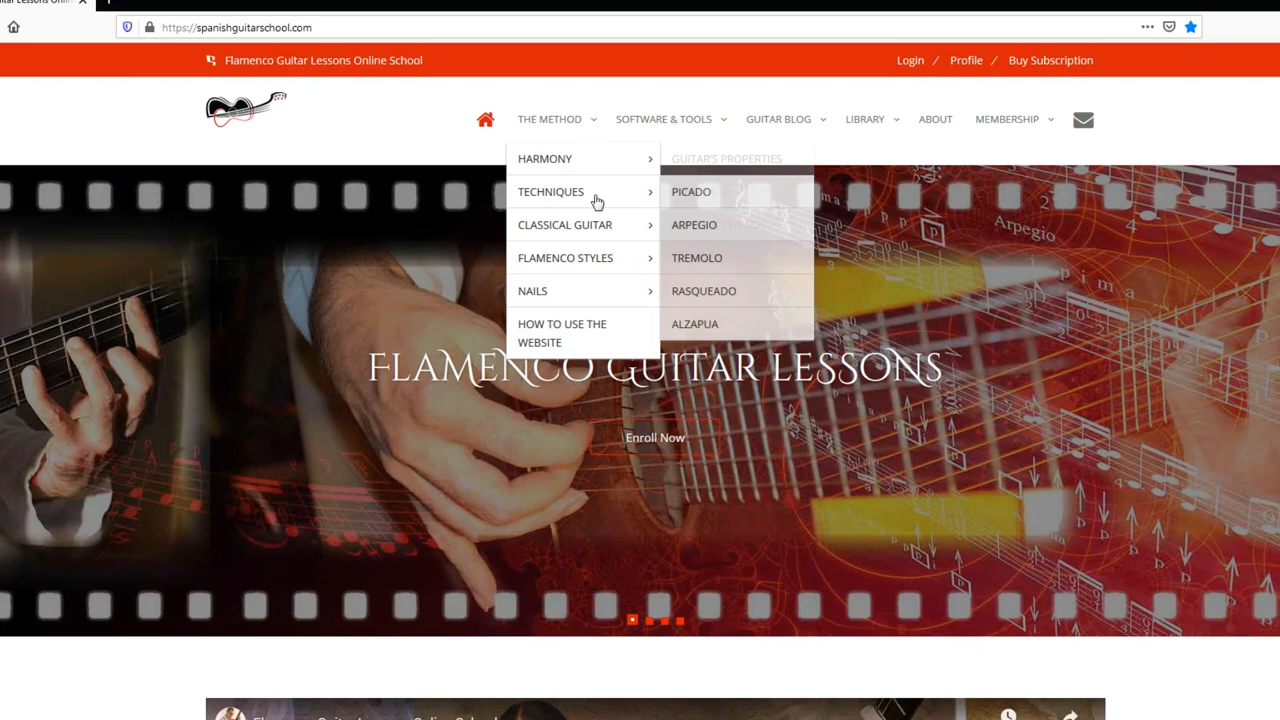 https://spanishguitarschool.com
Flamenco Guitar Lessons Online School
Login / Profile / Buy Subscription
THE METHOD
SOFTWARE & TOOLS
GUITAR BLOG
LIBRARY
ABOUT
MEMBERSHIP
HARMONY
GUITAR'S PROPERTIES
TECHNIQUES
PICADO
CLASSICAL GUITAR
ARPEGIO
FLAMENCO STYLES
TREMOLO
NAILS
RASQUEADO
HOW TO USE THE
WEBSITE
ALZAPUA
Arpegio
p i m a
FLAMENCO GUITAR LESSONS
Enroll Now